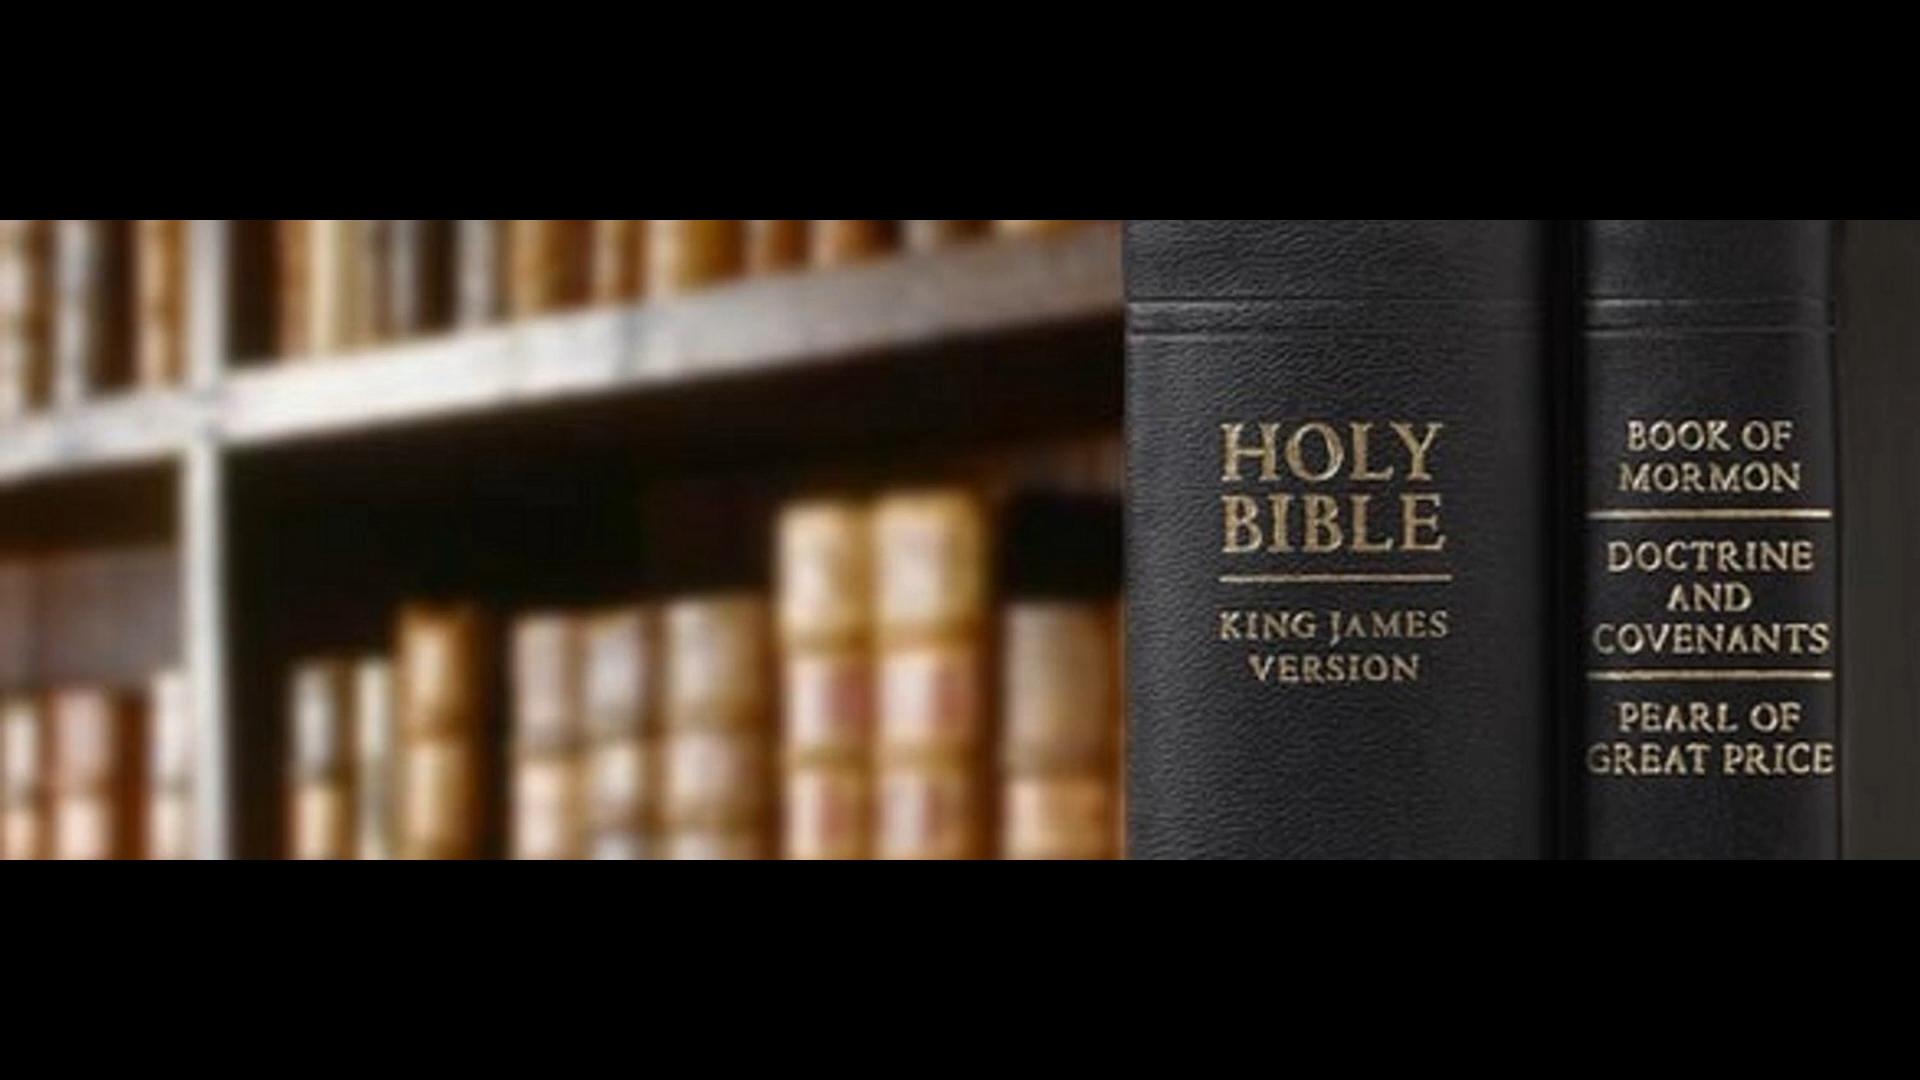 HOLY
BIBLE
KING JAMES
VERSION
BOOK OF
MORMON
DOCTRINE
AND
COVENANTS
PEARL OF
GREAT PRICE